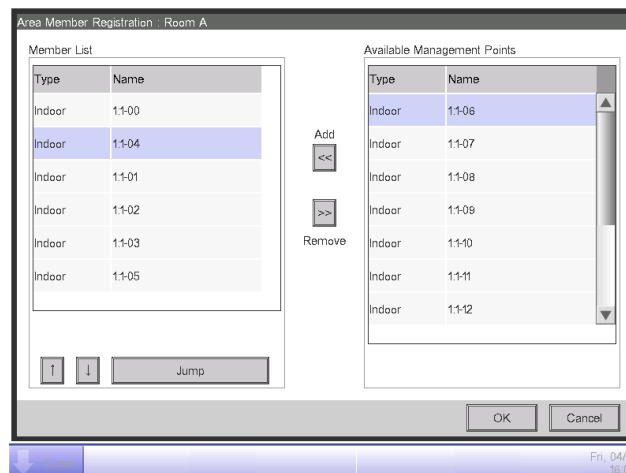 Area Member Registration : Room A
Member List
Type Name
Indoor 1:1-00
Indoor 1:1-04
Indoor 1:1-01
Indoor 1:1-02
Indoor 1:1-03
Indoor 1:1-05
↑ ↓ Jump
Add
<<
>>
Remove
Available Management Points
Type Name
Indoor 1:1-06
Indoor 1:1-07
Indoor 1:1-08
Indoor 1:1-09
Indoor 1:1-10
Indoor 1:1-11
Indoor 1:1-12
OK Cancel
Fri, 04/